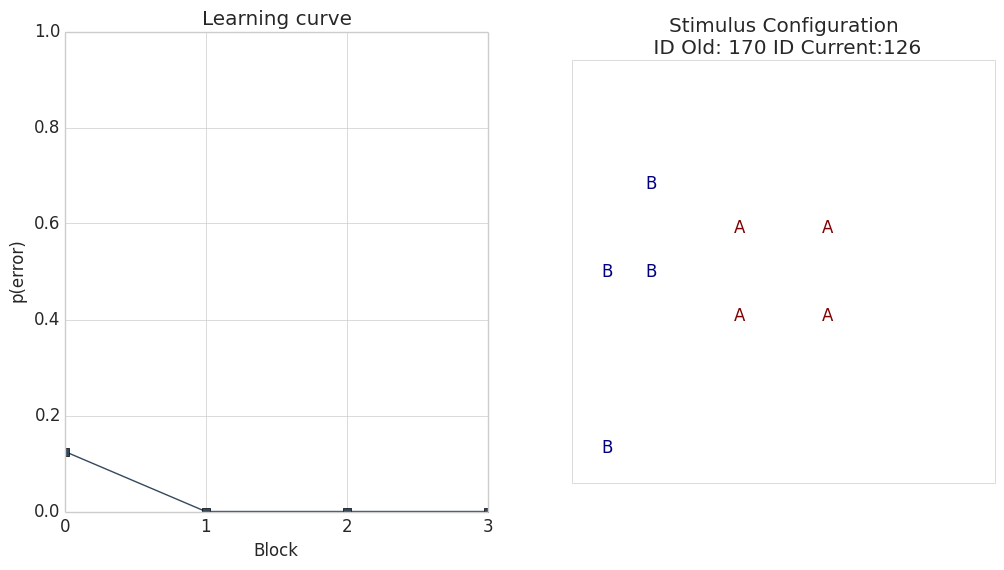 Learning curve
1.0
0.8
0.6
0.4
0.2
0.0
p(error)
0 1 2 3
Block
Stimulus Configuration
ID Old: 170 ID Current:126
B
A A
B B
A A
B